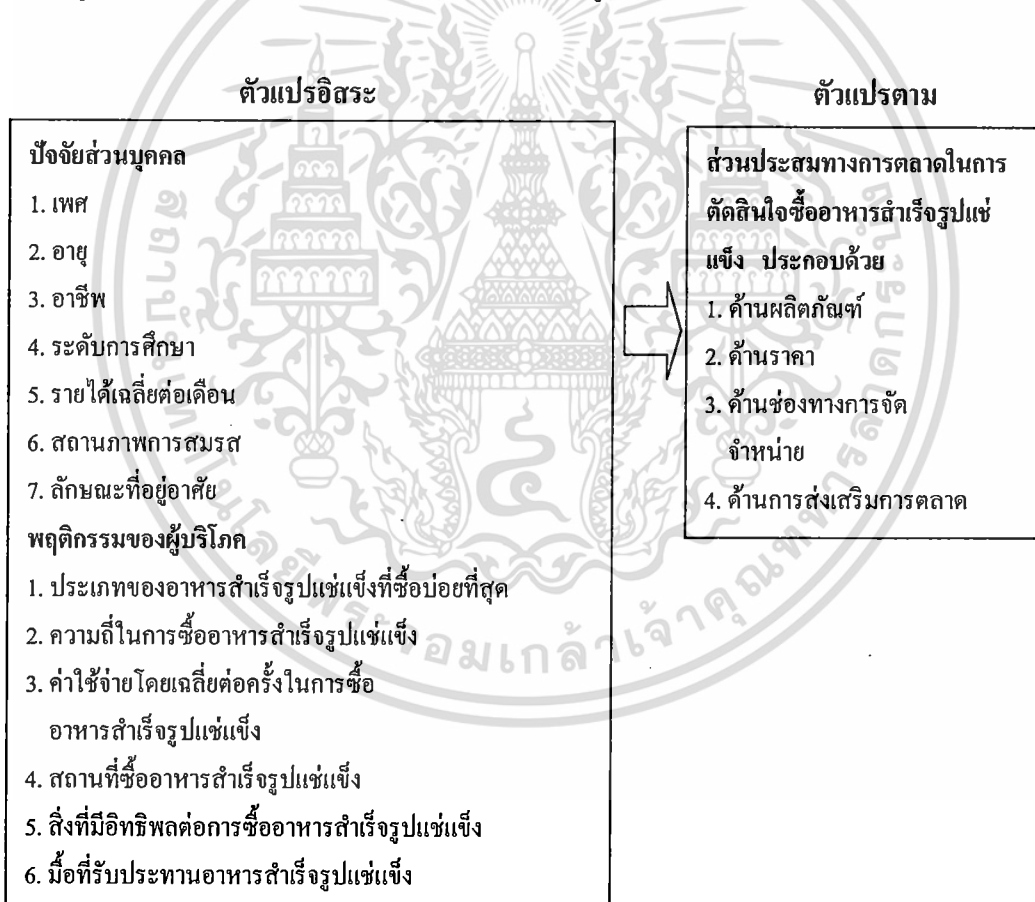 ตัวแปรอิสระ
ปัจจัยส่วนบุคคล
1. เพศ
2. อายุ
3. อาชีพ
4. ระดับการศึกษา
5. รายได้เฉลี่ยต่อเดือน
6. สถานภาพการสมรส
7. ลักษณะที่อยู่อาศัย
พฤติกรรมของผู้บริโภค
1. ประเภทของอาหารสำเร็จรูปแช่แข็งที่ซื้อบ่อยที่สุด
2. ความถี่ในการซื้ออาหารสำเร็จรูปแช่แข็ง
3. ค่าใช้จ่ายโดยเฉลี่ยต่อครั้งในการซื้อ
อาหารสำเร็จรูปแช่แข็ง
4. สถานที่ซื้ออาหารสำเร็จรูปแช่แข็ง
5. สิ่งที่มีอิทธิพลต่อการซื้ออาหารสำเร็จรูปแช่แข็ง
6. มื้อที่รับประทานอาหารสำเร็จรูปแช่แข็ง
ตัวแปรตาม
ส่วนประสมทางการตลาดในการ
ตัดสินใจซื้ออาหารสำเร็จรูปแช่
แข็ง ประกอบด้วย
1. ด้านผลิตภัณฑ์
2. ด้านราคา
3. ด้านช่องทางการจัด
จำหน่าย
4. ด้านการส่งเสริมการตลาด